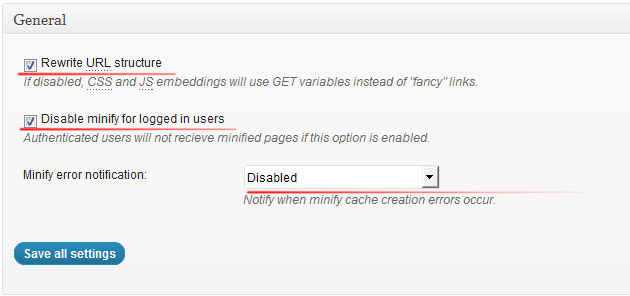 General
Rewrite URL structure
If disabled, CSS and JS embeddings will use GET variables instead of "fancy" links.
Disable minify for logged in users
Authenticated users will not recieve minified pages if this option is enabled.
Minify error notification: Disabled
Notify when minify cache creation errors occur.
Save all settings